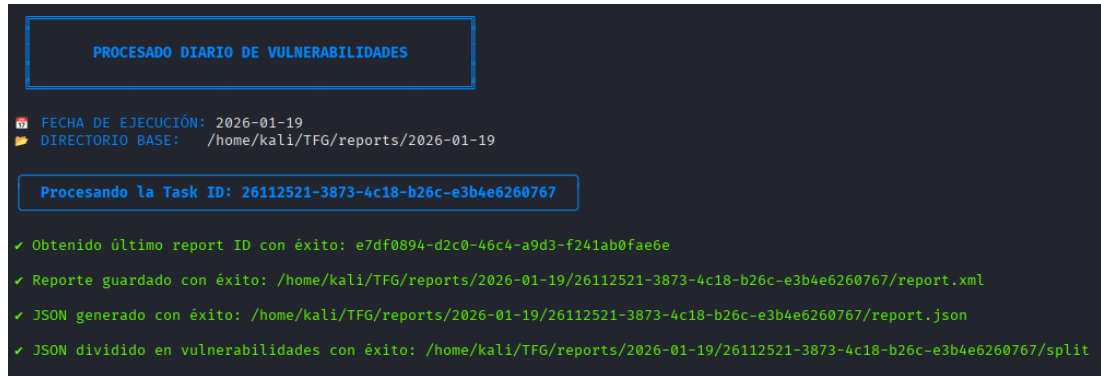 PROCESADO DIARIO DE VULNERABILIDADES
FECHA DE EJECUCIÓN: 2026-01-19
DIRECTORIO BASE: /home/kali/TFG/reports/2026-01-19
Procesando la Task ID: 26112521-3873-4c18-b26c-e3b4e6260767
✔ Obtenido último report ID con éxito: e7df0894-d2c0-46c4-a9d3-f241ab0fae6e
✔ Reporte guardado con éxito: /home/kali/TFG/reports/2026-01-19/26112521-3873-4c18-b26c-e3b4e6260767/report.xml
✔ JSON generado con éxito: /home/kali/TFG/reports/2026-01-19/26112521-3873-4c18-b26c-e3b4e6260767/report.json
✔ JSON dividido en vulnerabilidades con éxito: /home/kali/TFG/reports/2026-01-19/26112521-3873-4c18-b26c-e3b4e6260767/split